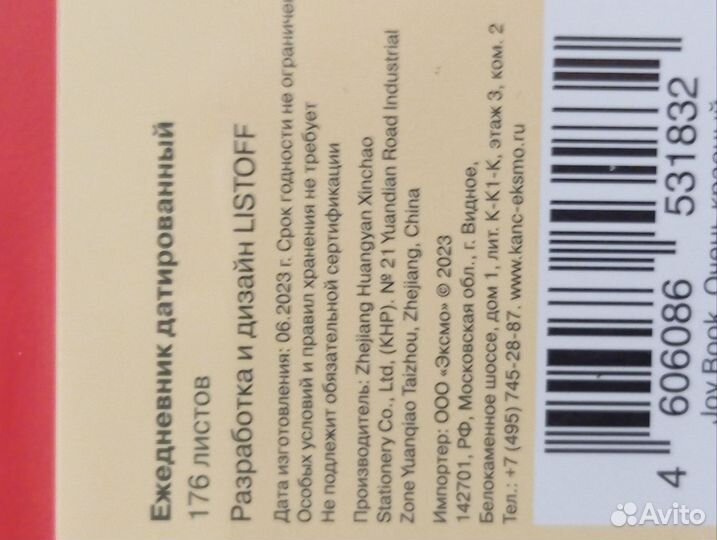 Ежедневник датированный
176 листов
Разработка и дизайн LISTOFF
Дата изготовления: 06.2023 г. Срок годности не ограничен
Особых условий и правил хранения не требует
Не подлежит обязательной сертификации
Производитель: Zhejiang Huangyan Xinchao
Stationery Co., Ltd, (КНР). № 21 Yuandian Road Industrial
Zone Yuanqiao Taizhou, Zhejiang, China
Импортер: ООО «Эксмо» © 2023
142701, РФ, Московская обл., г. Видное,
Белокаменное шоссе, дом 1, лит. К-К1-К, этаж 3, ком. 2
Тел.: +7 (495) 745-28-87. www.kanc-eksmo.ru
4 606086 531832
Joy Book. Очень красный
Avito